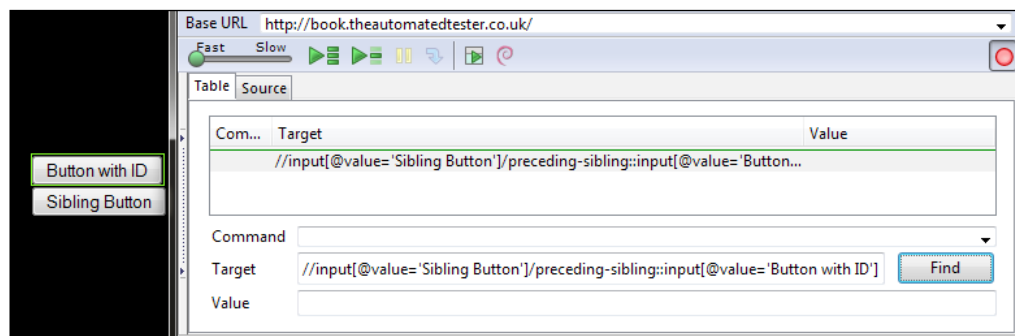 Base URL http://book.theautomatedtester.co.uk/
Fast Slow
Table Source
Com... Target Value
//input[@value='Sibling Button']/preceding-sibling::input[@value='Button...
Button with ID
Sibling Button
Command
Target //input[@value='Sibling Button']/preceding-sibling::input[@value='Button with ID'] Find
Value